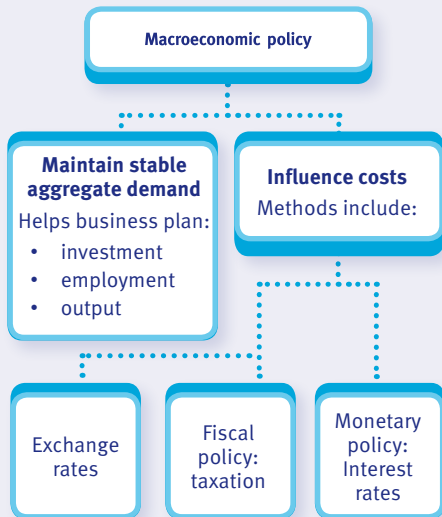 Macroeconomic policy
Maintain stable
aggregate demand
Helps business plan:
• investment
• employment
• output
Influence costs
Methods include:
Exchange
rates
Fiscal
policy:
taxation
Monetary
policy:
Interest
rates